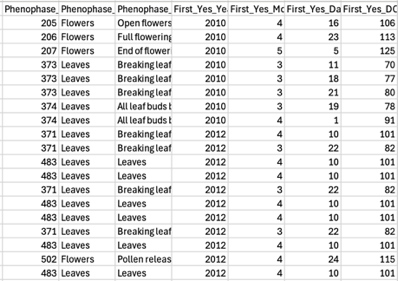 Phenophase_ Phenophase_ Phenophase_ First_Yes_Ye First_Yes_Mo First_Yes_Da First_Yes_DO
205 Flowers Open flowers 2010 4 16 106
206 Flowers Full flowering 2010 4 23 113
207 Flowers End of flower 2010 5 5 125
373 Leaves Breaking leaf 2010 3 11 70
373 Leaves Breaking leaf 2010 3 18 77
373 Leaves Breaking leaf 2010 3 21 80
374 Leaves All leaf buds b 2010 3 19 78
374 Leaves All leaf buds b 2010 4 1 91
371 Leaves Breaking leaf 2012 4 10 101
371 Leaves Breaking leaf 2012 3 22 82
483 Leaves Leaves 2012 4 10 101
483 Leaves Leaves 2012 4 10 101
371 Leaves Breaking leaf 2012 3 22 82
483 Leaves Leaves 2012 4 10 101
483 Leaves Leaves 2012 4 10 101
371 Leaves Breaking leaf 2012 3 22 82
483 Leaves Leaves 2012 4 10 101
502 Flowers Pollen releas 2012 4 24 115
483 Leaves Leaves 2012 4 10 101